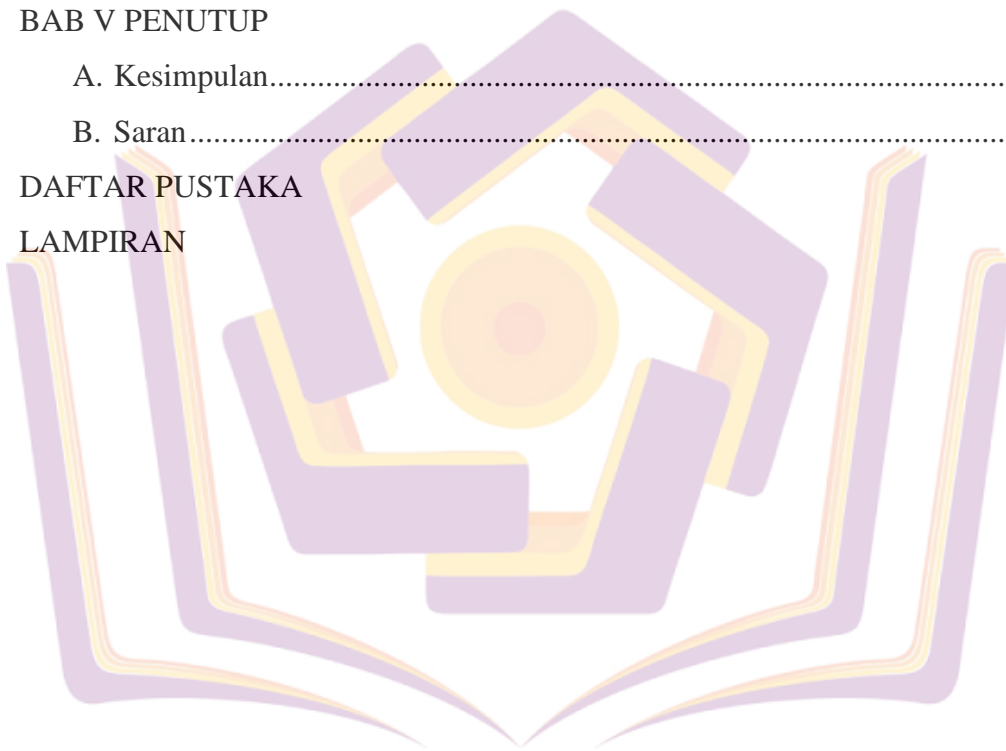 BAB V PENUTUP
A. Kesimpulan...........................................................................................
B. Saran.....................................................................................................
DAFTAR PUSTAKA
LAMPIRAN